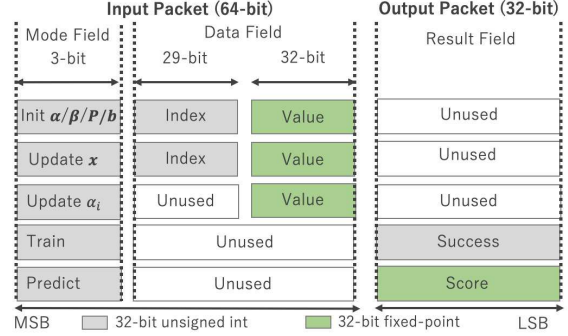 Input Packet (64-bit)
Output Packet (32-bit)
Mode Field
3-bit
Data Field
29-bit
32-bit
Result Field
Init α/β/P/b
Index
Value
Unused
Update x
Index
Value
Unused
Update αᵢ
Unused
Value
Unused
Train
Unused
Success
Predict
Unused
Score
MSB
32-bit unsigned int
32-bit fixed-point
LSB